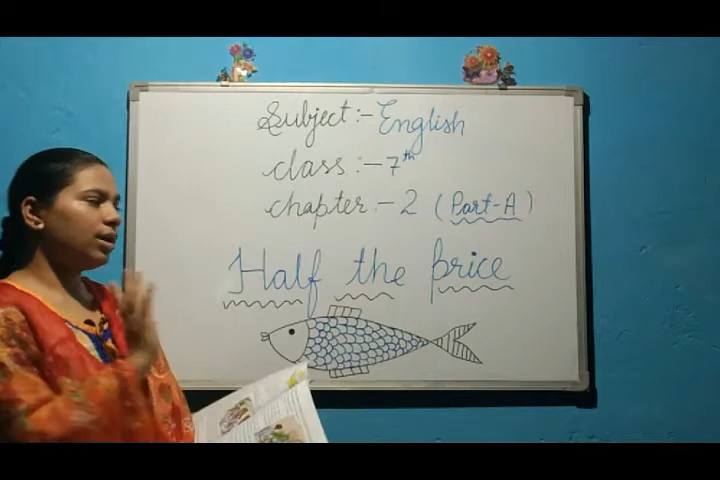 Subject:- English
class:- 7th
chapter:- 2 (Part-A)
Half the price